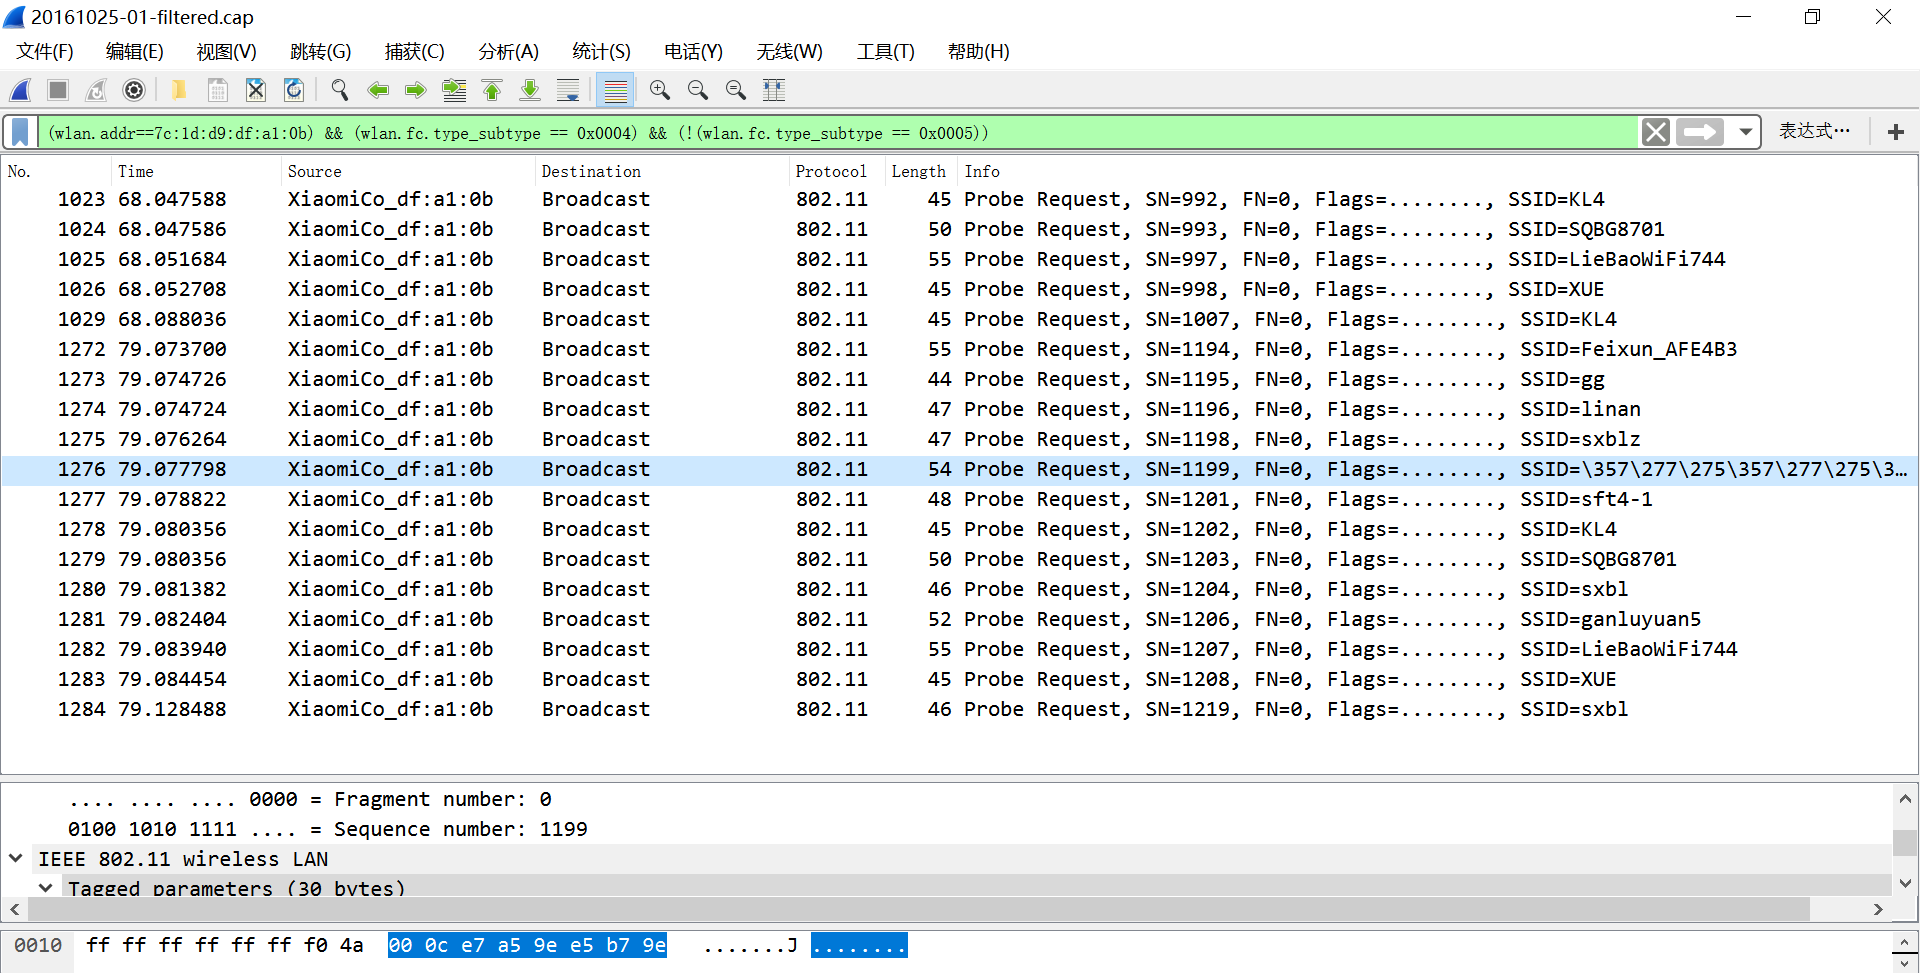 20161025-01-filtered.cap
文件(F) 编辑(E) 视图(V) 跳转(G) 捕获(C) 分析(A) 统计(S) 电话(Y) 无线(W) 工具(T) 帮助(H)
(wlan.addr==7c:1d:d9:df:a1:0b) && (wlan.fc.type_subtype == 0x0004) && (!(wlan.fc.type_subtype == 0x0005)) 表达式…
No. Time Source Destination Protocol Length Info
1023 68.047588 XiaomiCo_df:a1:0b Broadcast 802.11 45 Probe Request, SN=992, FN=0, Flags=........, SSID=KL4
1024 68.047586 XiaomiCo_df:a1:0b Broadcast 802.11 50 Probe Request, SN=993, FN=0, Flags=........, SSID=SQBG8701
1025 68.051684 XiaomiCo_df:a1:0b Broadcast 802.11 55 Probe Request, SN=997, FN=0, Flags=........, SSID=LieBaoWiFi744
1026 68.052708 XiaomiCo_df:a1:0b Broadcast 802.11 45 Probe Request, SN=998, FN=0, Flags=........, SSID=XUE
1029 68.088036 XiaomiCo_df:a1:0b Broadcast 802.11 45 Probe Request, SN=1007, FN=0, Flags=........, SSID=KL4
1272 79.073700 XiaomiCo_df:a1:0b Broadcast 802.11 55 Probe Request, SN=1194, FN=0, Flags=........, SSID=Feixun_AFE4B3
1273 79.074726 XiaomiCo_df:a1:0b Broadcast 802.11 44 Probe Request, SN=1195, FN=0, Flags=........, SSID=gg
1274 79.074724 XiaomiCo_df:a1:0b Broadcast 802.11 47 Probe Request, SN=1196, FN=0, Flags=........, SSID=linan
1275 79.076264 XiaomiCo_df:a1:0b Broadcast 802.11 47 Probe Request, SN=1198, FN=0, Flags=........, SSID=sxblz
1276 79.077798 XiaomiCo_df:a1:0b Broadcast 802.11 54 Probe Request, SN=1199, FN=0, Flags=........, SSID=\357\277\275\357\277\275\3…
1277 79.078822 XiaomiCo_df:a1:0b Broadcast 802.11 48 Probe Request, SN=1201, FN=0, Flags=........, SSID=sft4-1
1278 79.080356 XiaomiCo_df:a1:0b Broadcast 802.11 45 Probe Request, SN=1202, FN=0, Flags=........, SSID=KL4
1279 79.080356 XiaomiCo_df:a1:0b Broadcast 802.11 50 Probe Request, SN=1203, FN=0, Flags=........, SSID=SQBG8701
1280 79.081382 XiaomiCo_df:a1:0b Broadcast 802.11 46 Probe Request, SN=1204, FN=0, Flags=........, SSID=sxbl
1281 79.082404 XiaomiCo_df:a1:0b Broadcast 802.11 52 Probe Request, SN=1206, FN=0, Flags=........, SSID=ganluyuan5
1282 79.083940 XiaomiCo_df:a1:0b Broadcast 802.11 55 Probe Request, SN=1207, FN=0, Flags=........, SSID=LieBaoWiFi744
1283 79.084454 XiaomiCo_df:a1:0b Broadcast 802.11 45 Probe Request, SN=1208, FN=0, Flags=........, SSID=XUE
1284 79.128488 XiaomiCo_df:a1:0b Broadcast 802.11 46 Probe Request, SN=1219, FN=0, Flags=........, SSID=sxbl
.... .... .... 0000 = Fragment number: 0
0100 1010 1111 .... = Sequence number: 1199
IEEE 802.11 wireless LAN
Tagged parameters (30 bytes)
0010 ff ff ff ff ff ff f0 4a 00 0c e7 a5 9e e5 b7 9e .......J ........